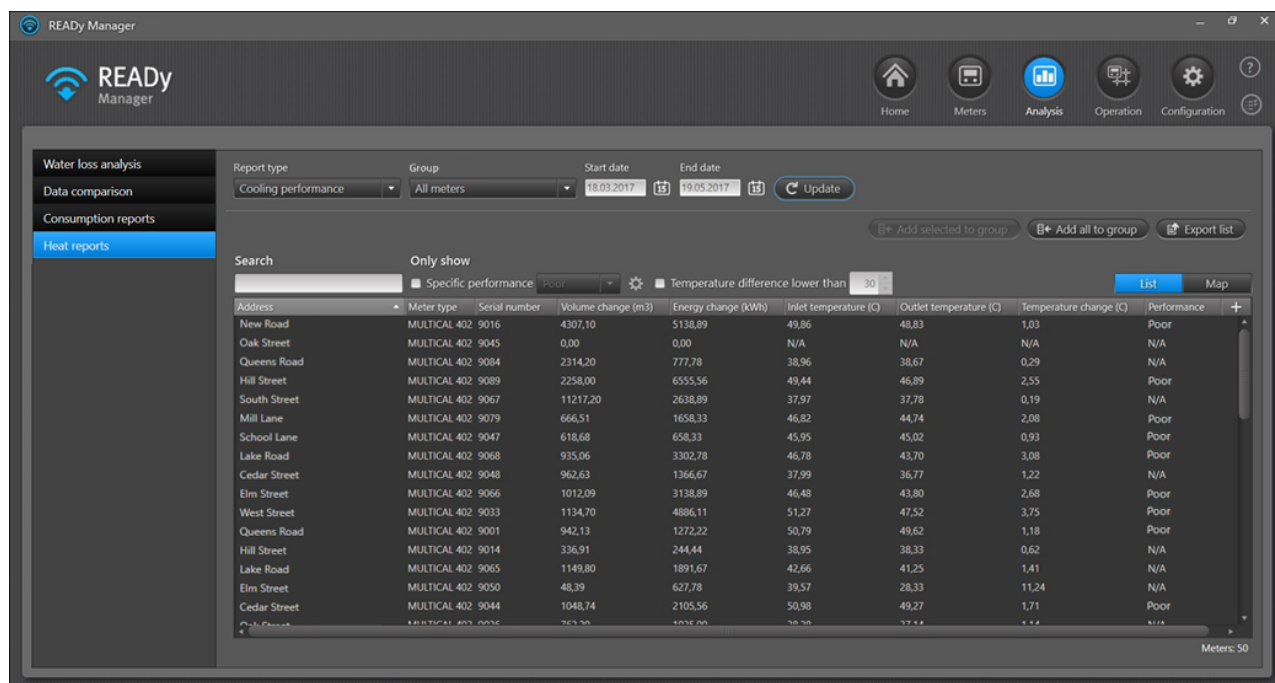 READy Manager
READy
Manager
Home Meters Analysis Operation Configuration
Water loss analysis
Data comparison
Consumption reports
Heat reports
Report type Group Start date End date
Cooling performance All meters 18.03.2017 15 19.05.2017 15 Update
Add selected to group Add all to group Export list
Search Only show
Specific performance Poor Temperature difference lower than 30 List Map
Address Meter type Serial number Volume change (m3) Energy change (kWh) Inlet temperature (C) Outlet temperature (C) Temperature change (C) Performance +
New Road MULTICAL 402 9016 4307,10 5138,89 49,86 48,83 1,03 Poor
Oak Street MULTICAL 402 9045 0,00 0,00 N/A N/A N/A N/A
Queens Road MULTICAL 402 9084 2314,20 777,78 38,96 38,67 0,29 N/A
Hill Street MULTICAL 402 9089 2258,00 6555,56 49,44 46,89 2,55 Poor
South Street MULTICAL 402 9067 11217,20 2638,89 37,97 37,78 0,19 N/A
Mill Lane MULTICAL 402 9079 666,51 1658,33 46,82 44,74 2,08 Poor
School Lane MULTICAL 402 9047 618,68 658,33 45,95 45,02 0,93 Poor
Lake Road MULTICAL 402 9068 935,06 3302,78 46,78 43,70 3,08 Poor
Cedar Street MULTICAL 402 9048 962,63 1366,67 37,99 36,77 1,22 N/A
Elm Street MULTICAL 402 9066 1012,09 3138,89 46,48 43,80 2,68 Poor
West Street MULTICAL 402 9033 1134,70 4886,11 51,27 47,52 3,75 Poor
Queens Road MULTICAL 402 9001 942,13 1272,22 50,79 49,62 1,18 Poor
Hill Street MULTICAL 402 9014 336,91 244,44 38,95 38,33 0,62 N/A
Lake Road MULTICAL 402 9065 1149,80 1891,67 42,66 41,25 1,41 N/A
Elm Street MULTICAL 402 9050 48,39 627,78 39,57 28,33 11,24 N/A
Cedar Street MULTICAL 402 9044 1048,74 2105,56 50,98 49,27 1,71 Poor
Meters: 50